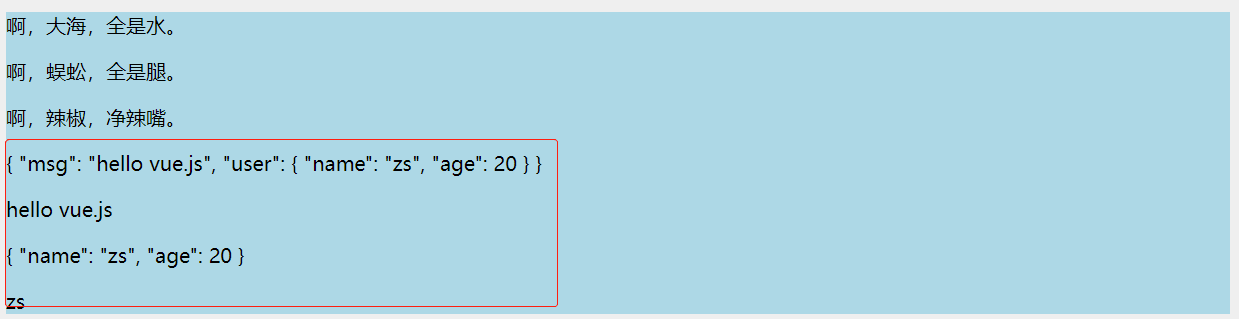 啊，大海，全是水。
啊，蜈蚣，全是腿。
啊，辣椒，净辣嘴。
{ "msg": "hello vue.js", "user": { "name": "zs", "age": 20 } }
hello vue.js
{ "name": "zs", "age": 20 }
zs